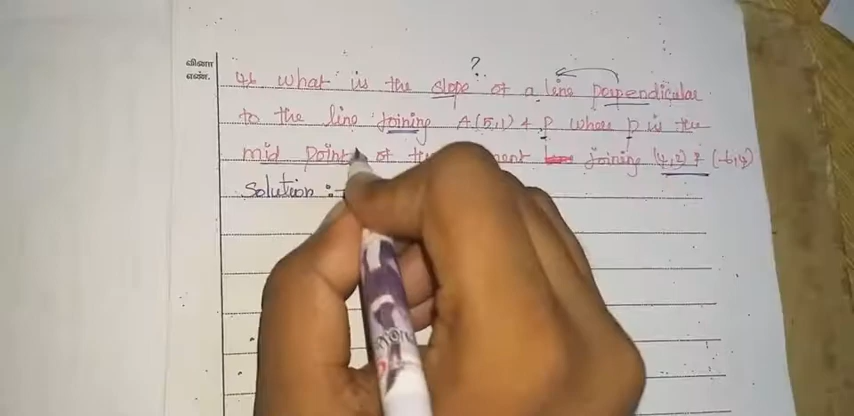 வினா
எண்.
?
46 what is the slope of a line perpendicular
to the line joining A(5,1) & P where P is the
mid point of the joining (4,2) & (-6,4)
Solution :-